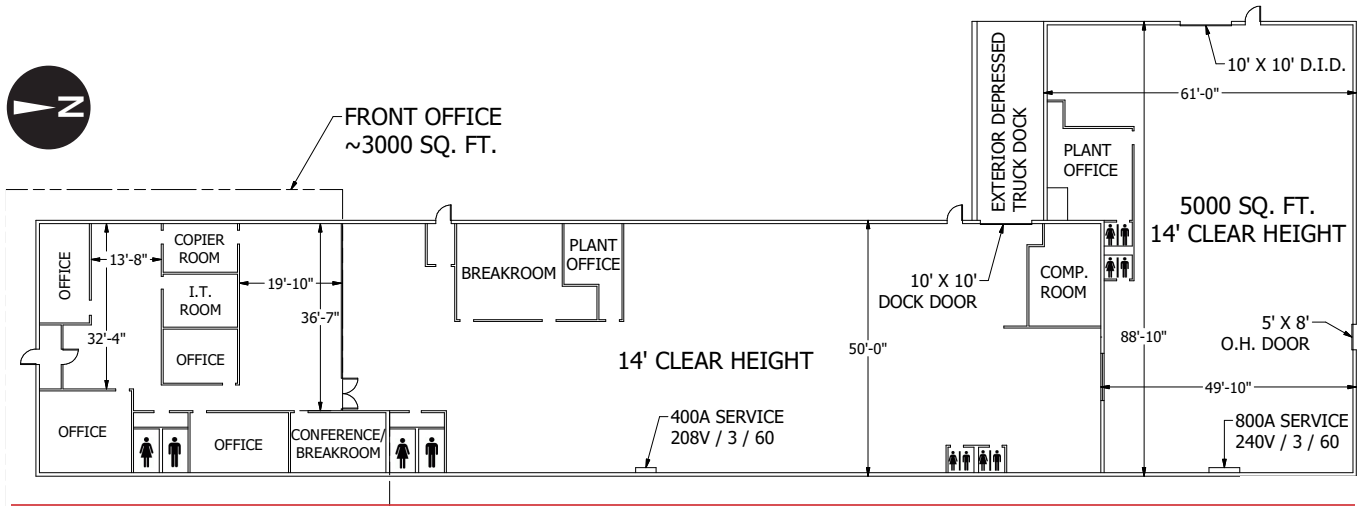 N
FRONT OFFICE
~3000 SQ. FT.
OFFICE
13'-8"
COPIER
ROOM
I.T.
ROOM
OFFICE
19'-10"
36'-7"
32'-4"
OFFICE
OFFICE
CONFERENCE/
BREAKROOM
BREAKROOM
PLANT
OFFICE
14' CLEAR HEIGHT
400A SERVICE
208V / 3 / 60
50'-0"
10' X 10'
DOCK DOOR
COMP.
ROOM
EXTERIOR DEPRESSED
TRUCK DOCK
PLANT
OFFICE
10' X 10' D.I.D.
61'-0"
5000 SQ. FT.
14' CLEAR HEIGHT
88'-10"
5' X 8'
O.H. DOOR
49'-10"
800A SERVICE
240V / 3 / 60